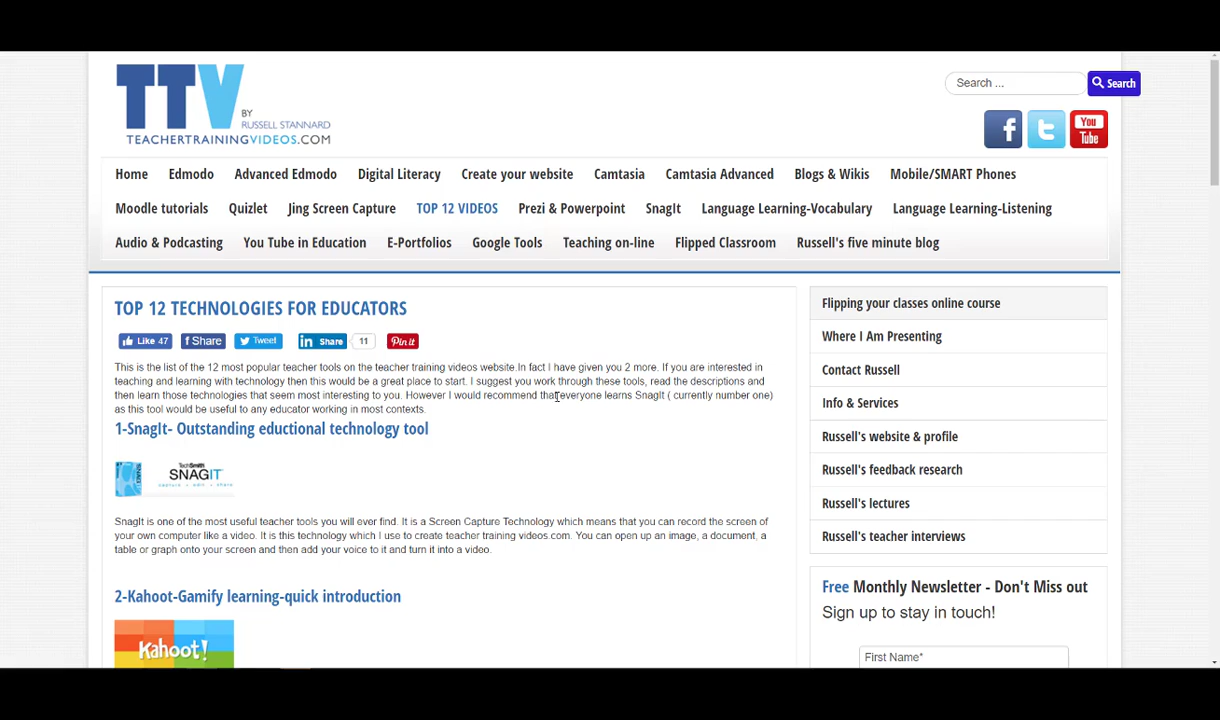 TTV
BY
RUSSELL STANNARD
TEACHERTRAININGVIDEOS.COM
Search ...
Search
f
t
You
Tube
Home Edmodo Advanced Edmodo Digital Literacy Create your website Camtasia Camtasia Advanced Blogs & Wikis Mobile/SMART Phones
Moodle tutorials Quizlet Jing Screen Capture TOP 12 VIDEOS Prezi & Powerpoint SnagIt Language Learning-Vocabulary Language Learning-Listening
Audio & Podcasting You Tube in Education E-Portfolios Google Tools Teaching on-line Flipped Classroom Russell's five minute blog
TOP 12 TECHNOLOGIES FOR EDUCATORS
Like 47 f Share Tweet in Share 11 Pin it
This is the list of the 12 most popular teacher tools on the teacher training videos website.In fact I have given you 2 more. If you are interested in
teaching and learning with technology then this would be a great place to start. I suggest you work through these tools, read the descriptions and
then learn those technologies that seem most interesting to you. However I would recommend that everyone learns SnagIt ( currently number one)
as this tool would be useful to any educator working in most contexts.
1-SnagIt- Outstanding eductional technology tool
SNAGIT
TechSmith
SNAGIT
capture • edit • share
SnagIt is one of the most useful teacher tools you will ever find. It is a Screen Capture Technology which means that you can record the screen of
your own computer like a video. It is this technology which I use to create teacher training videos.com. You can open up an image, a document, a
table or graph onto your screen and then add your voice to it and turn it into a video.
2-Kahoot-Gamify learning-quick introduction
Kahoot!
Flipping your classes online course
Where I Am Presenting
Contact Russell
Info & Services
Russell's website & profile
Russell's feedback research
Russell's lectures
Russell's teacher interviews
Free Monthly Newsletter - Don't Miss out
Sign up to stay in touch!
First Name*